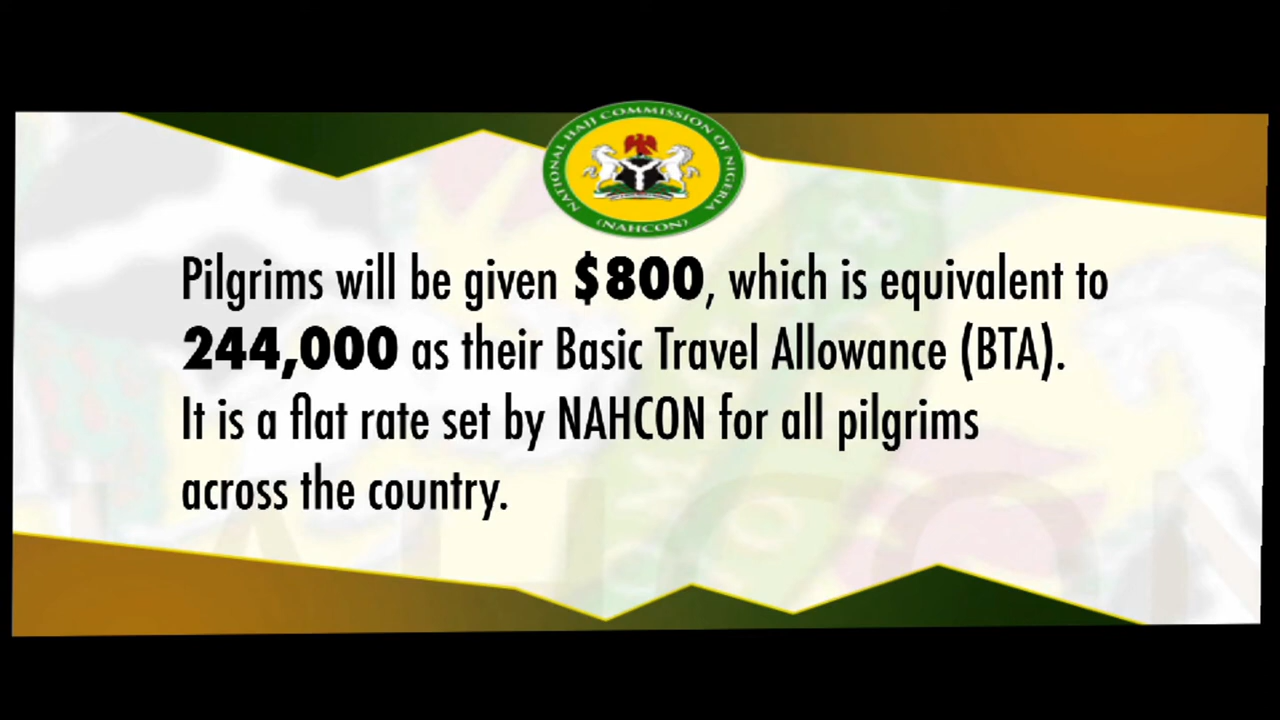 NATIONAL HAJJ COMMISSION OF NIGERIA
(NAHCON)
Pilgrims will be given $800, which is equivalent to
244,000 as their Basic Travel Allowance (BTA).
It is a flat rate set by NAHCON for all pilgrims
across the country.